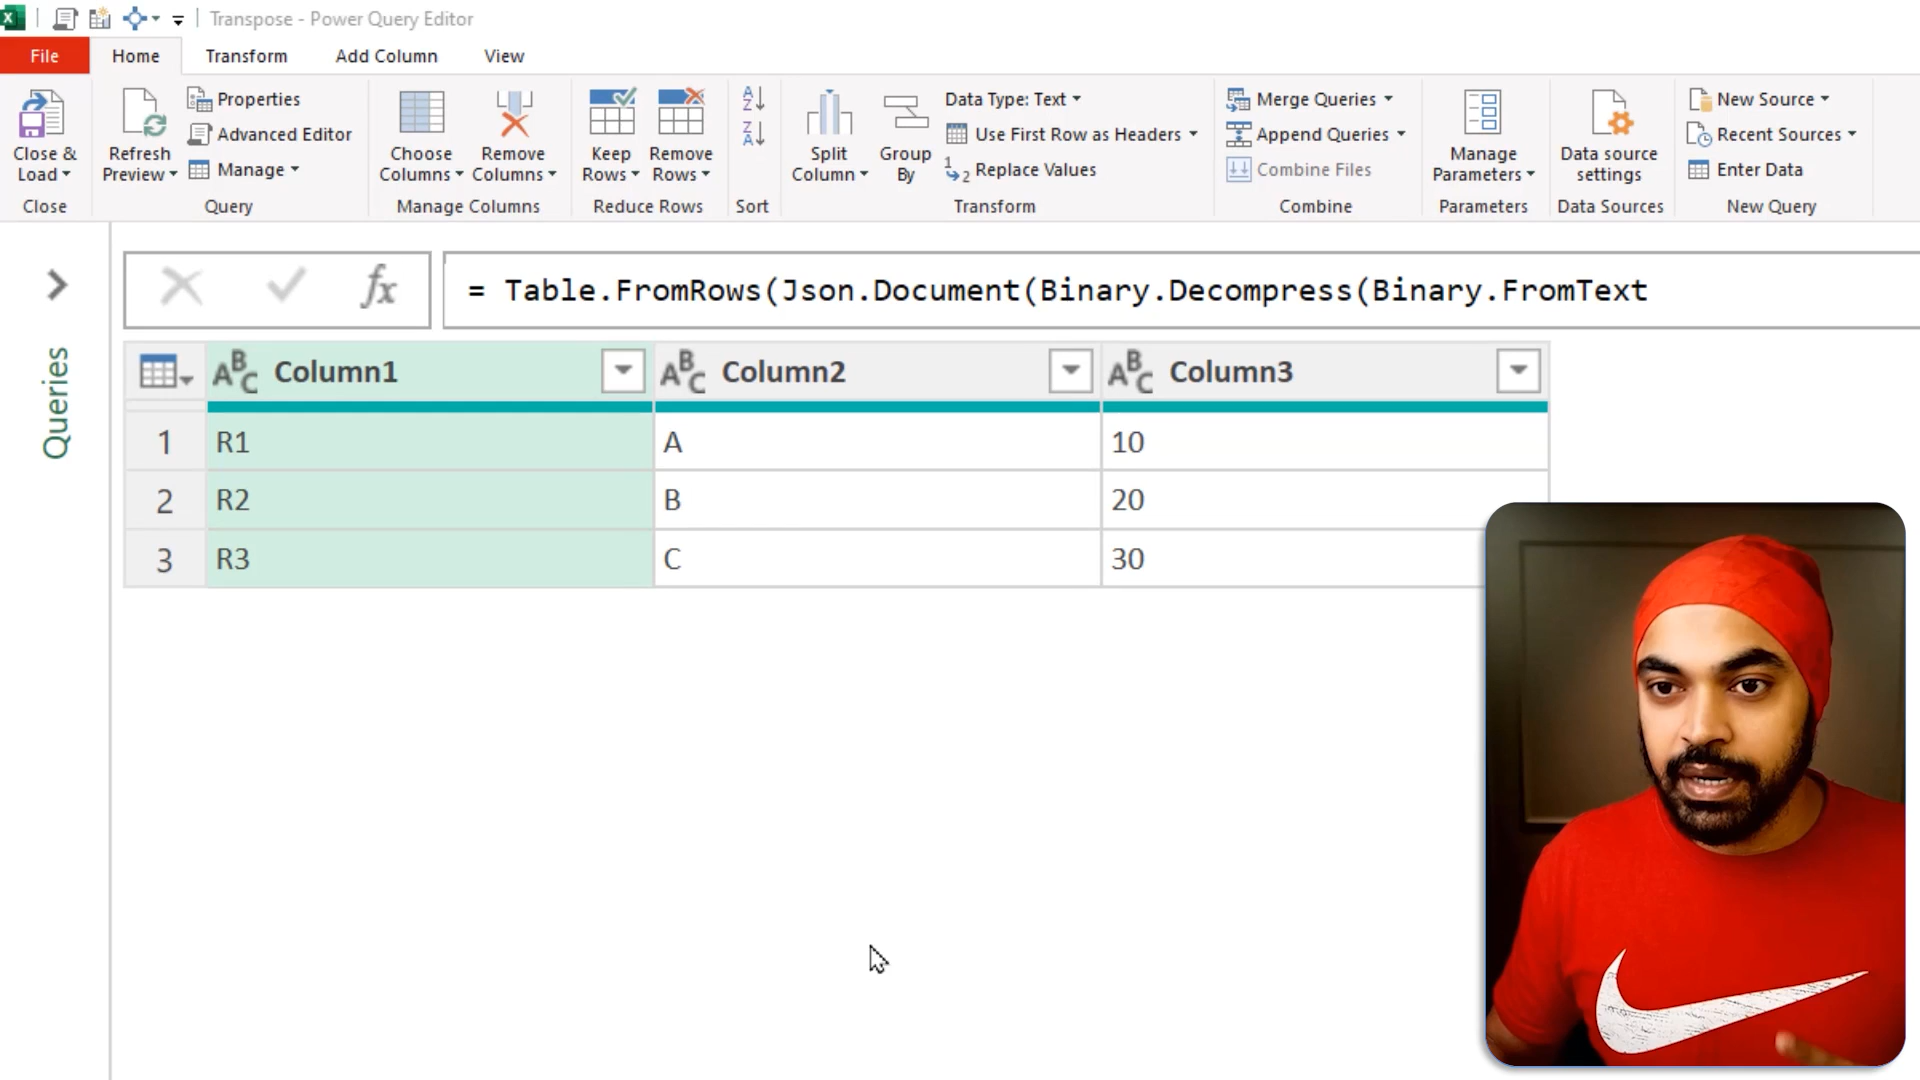 Transpose - Power Query Editor
File Home Transform Add Column View
Close & Load
Close
Refresh Preview
Properties
Advanced Editor
Manage
Query
Choose Columns
Remove Columns
Manage Columns
Keep Rows
Remove Rows
Reduce Rows
Sort
Split Column
Group By
Data Type: Text
Use First Row as Headers
Replace Values
Transform
Merge Queries
Append Queries
Combine Files
Combine
Manage Parameters
Parameters
Data source settings
Data Sources
New Source
Recent Sources
Enter Data
New Query
Queries
fx
= Table.FromRows(Json.Document(Binary.Decompress(Binary.FromText
ABC Column1 ABC Column2 ABC Column3
1 R1 A 10
2 R2 B 20
3 R3 C 30